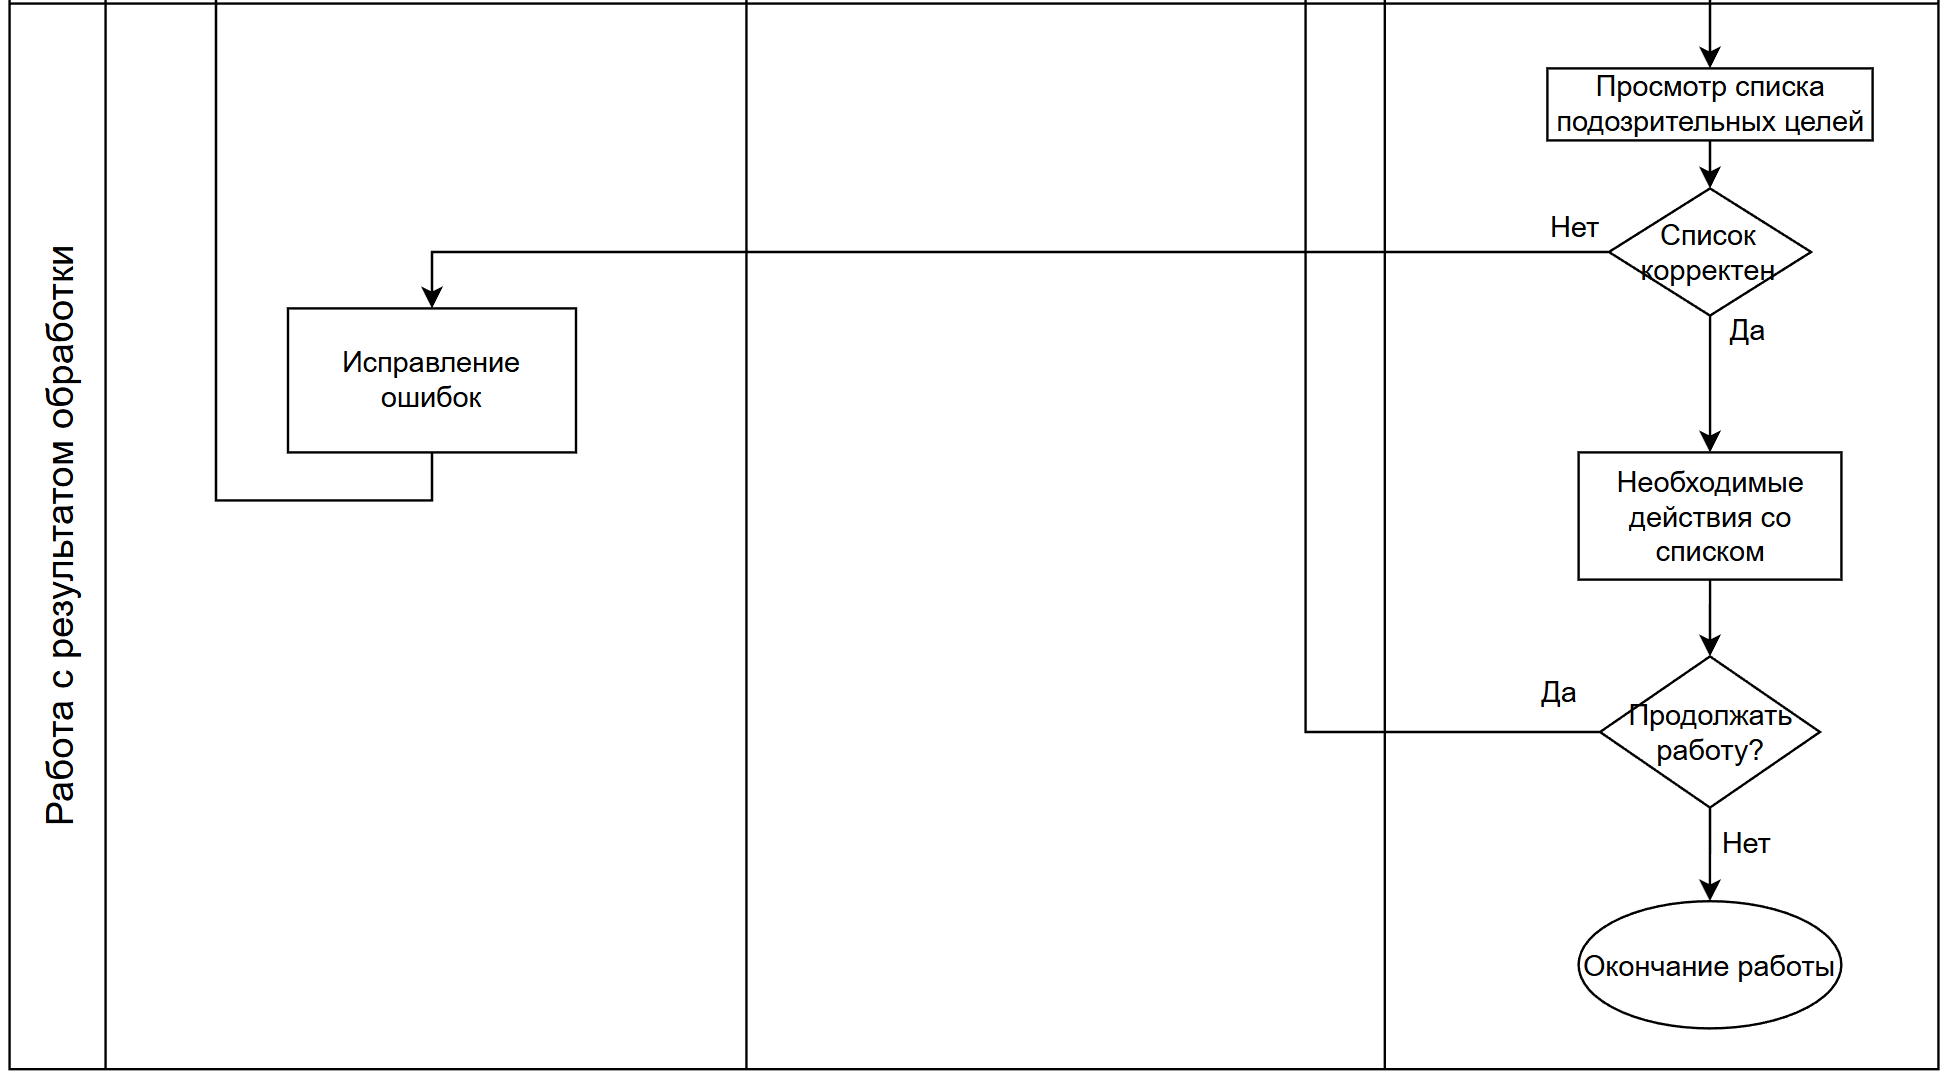 Работа с результатом обработки
Просмотр списка
подозрительных целей
Нет
Список
корректен
Да
Исправление
ошибок
Необходимые
действия со
списком
Да
Продолжать
работу?
Нет
Окончание работы